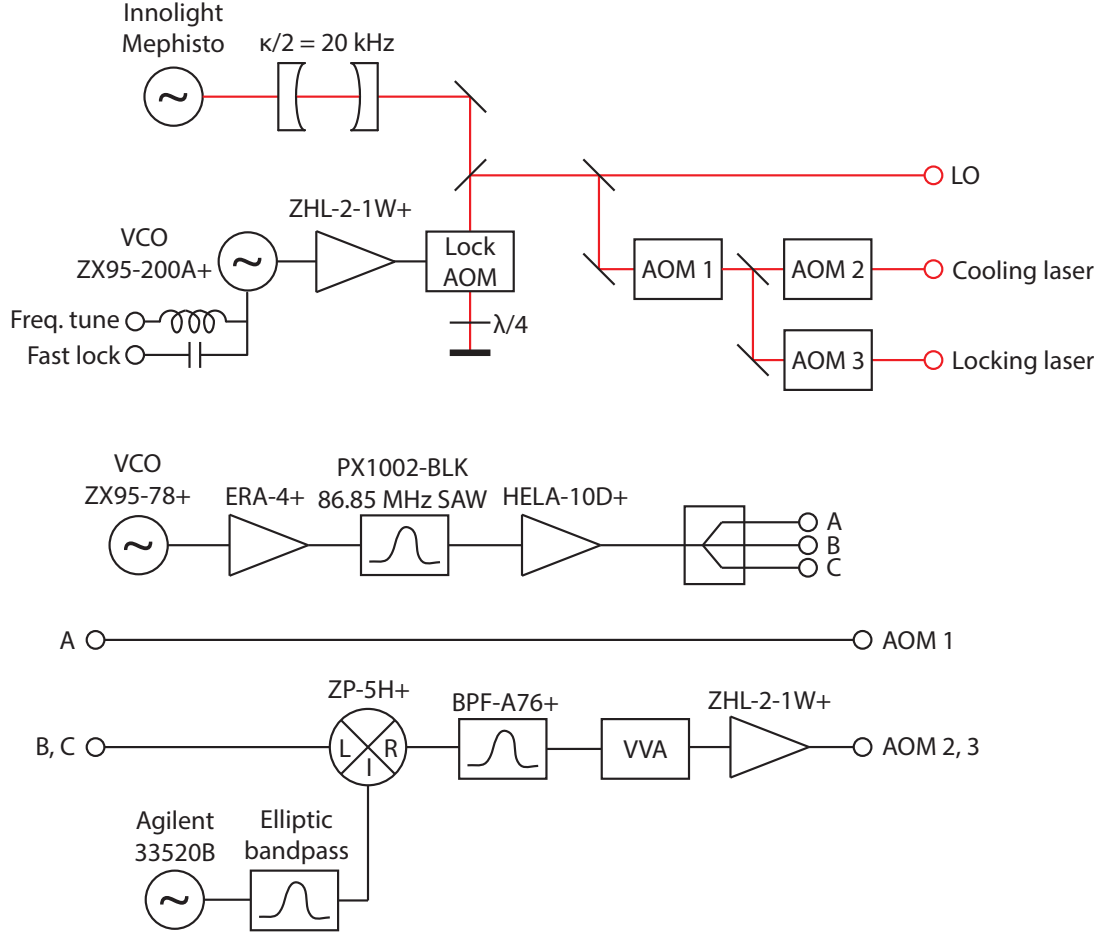 Innolight
Mephisto
κ/2 = 20 kHz
LO
ZHL-2-1W+
VCO
ZX95-200A+
Lock
AOM
AOM 1
AOM 2
Cooling laser
Freq. tune
λ/4
Fast lock
AOM 3
Locking laser
VCO
ZX95-78+
ERA-4+
PX1002-BLK
86.85 MHz SAW
HELA-10D+
A
B
C
A
AOM 1
ZP-5H+
BPF-A76+
ZHL-2-1W+
B, C
L
R
I
VVA
AOM 2, 3
Agilent
33520B
Elliptic
bandpass